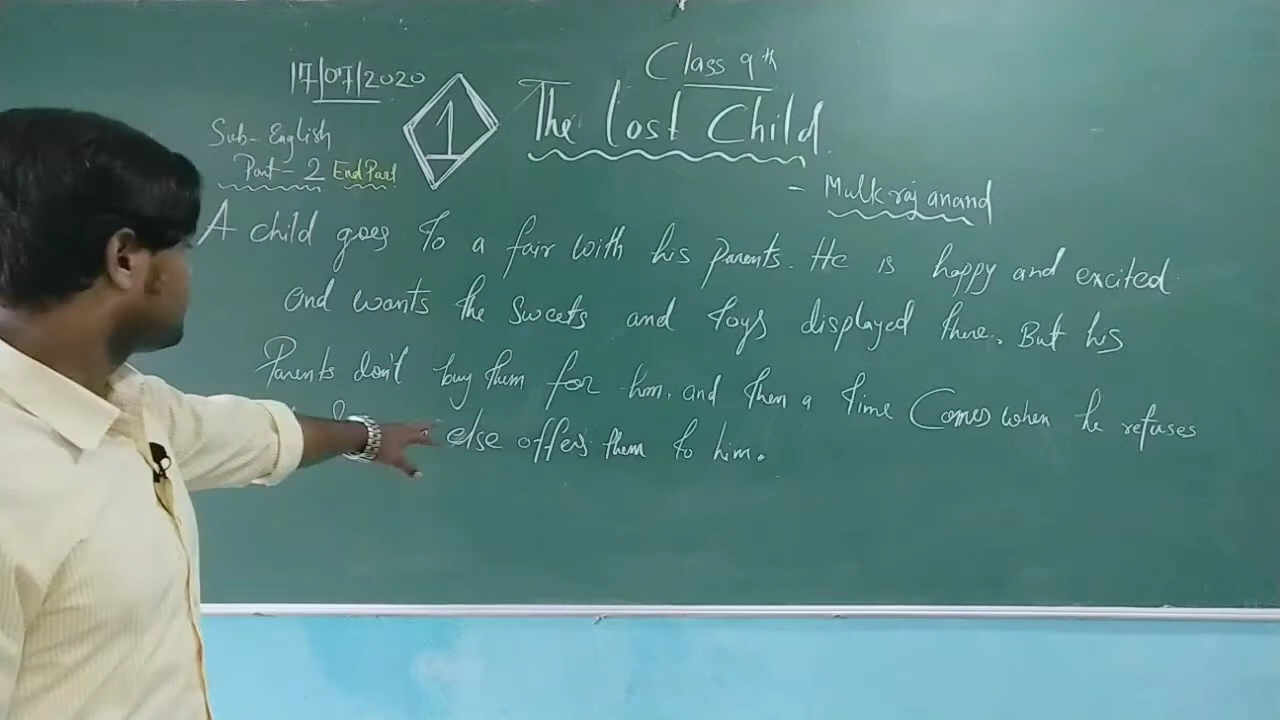 Class 9th
17/07/2020
1
The Lost Child.
Sub-English
Part-2 End Part
- Mulk raj anand
A child goes to a fair with his parents. He is happy and excited
and wants the sweets and toys displayed there. But his
Parents don't buy them for him. and then a time Comes when he refuses
else offers them to him.